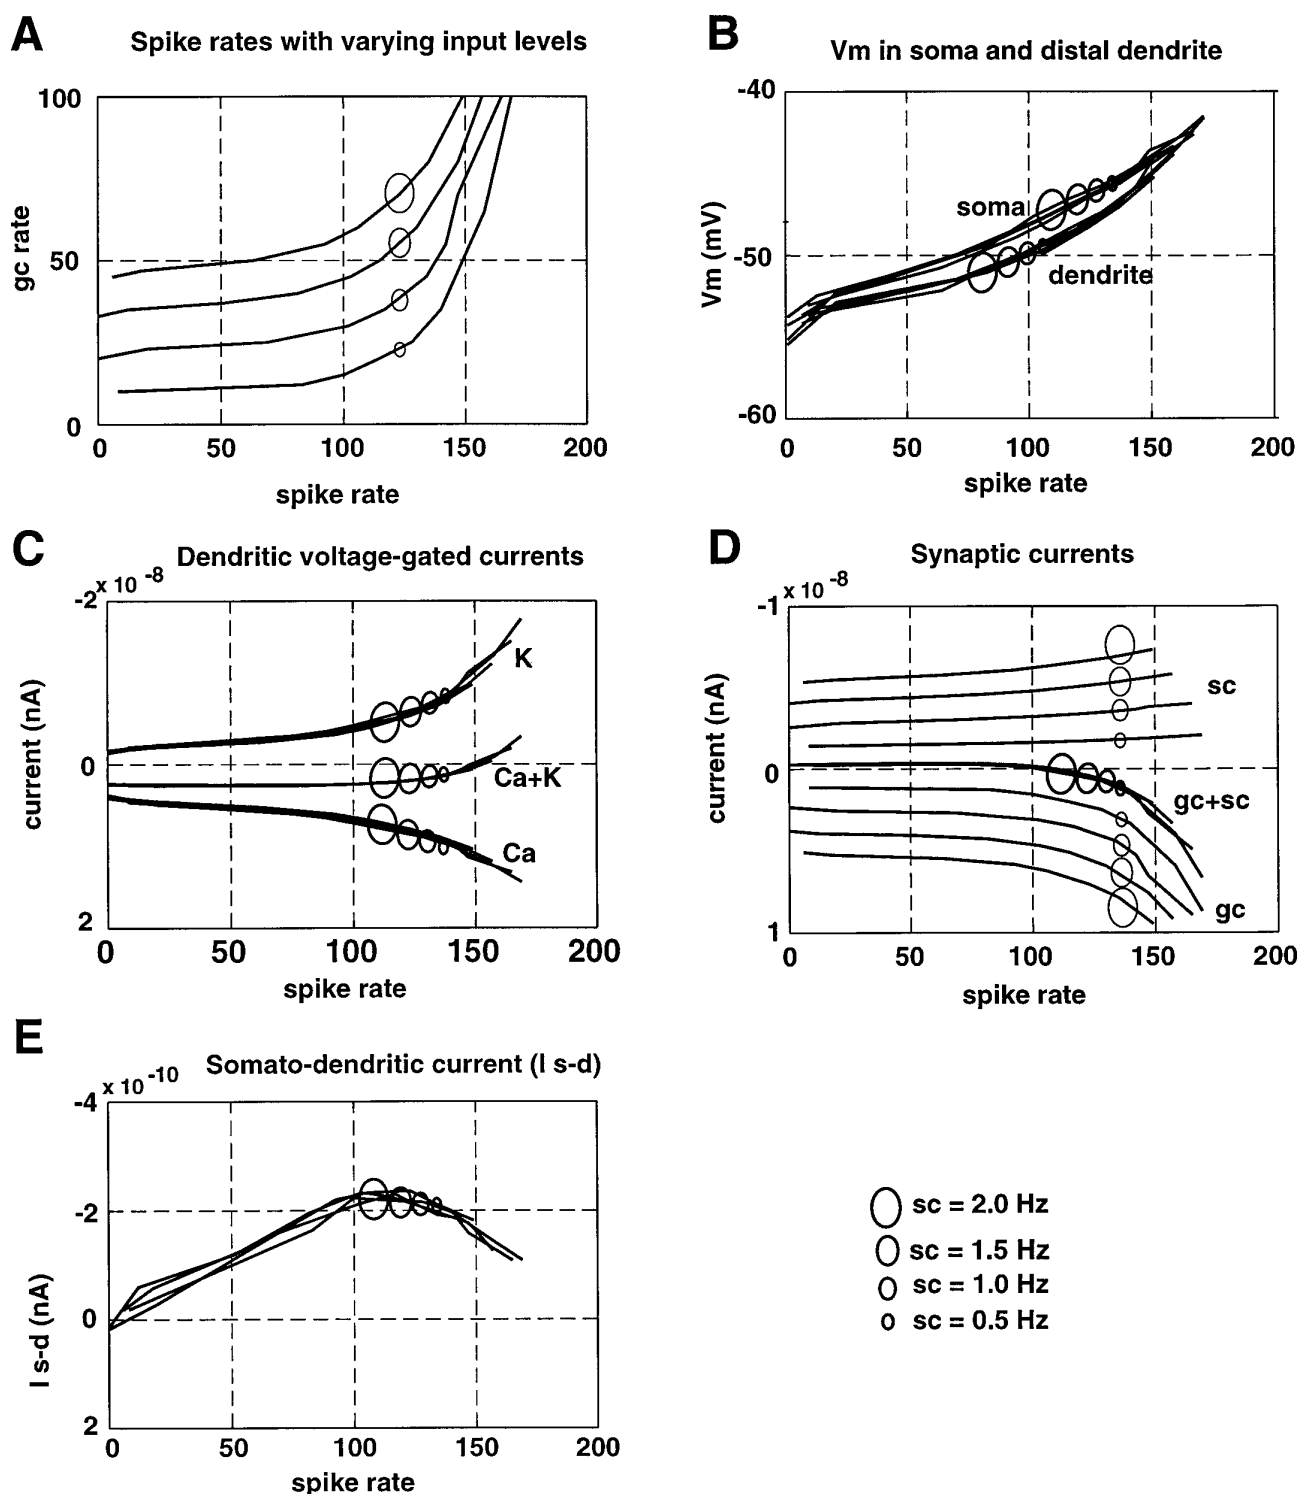 A
Spike rates with varying input levels
100
50
0
gc rate
0 50 100 150 200
spike rate
B
Vm in soma and distal dendrite
-40
-50
-60
Vm (mV)
soma
dendrite
0 50 100 150 200
spike rate
C
Dendritic voltage-gated currents
x 10 -8
-2
0
2
current (nA)
K
Ca+K
Ca
0 50 100 150 200
spike rate
D
Synaptic currents
x 10 -8
-1
0
1
current (nA)
sc
gc+sc
gc
0 50 100 150 200
spike rate
E
Somato-dendritic current (I s-d)
x 10 -10
-4
-2
0
2
I s-d (nA)
0 50 100 150 200
spike rate
sc = 2.0 Hz
sc = 1.5 Hz
sc = 1.0 Hz
sc = 0.5 Hz